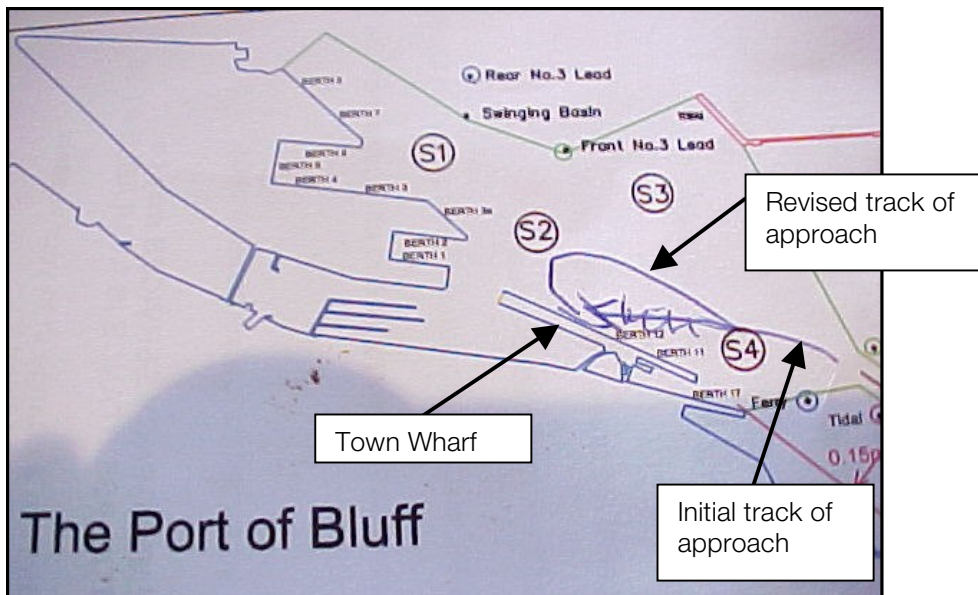 Rear No.3 Lead
Swinging Basin
Front No.3 Lead
S1
S3
S2
S4
BERTH 8
BERTH 7
BERTH 6
BERTH 5
BERTH 4
BERTH 3
BERTH 3a
BERTH 2
BERTH 1
BERTH 12
BERTH 11
BERTH 17
Ferry
Tidal
0.15
Revised track of
approach
Town Wharf
Initial track of
approach
The Port of Bluff